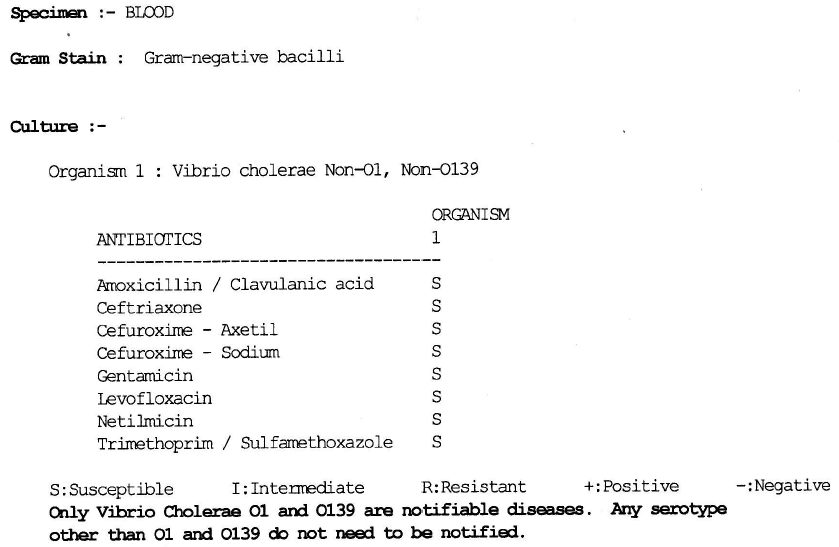 Specimen :- BLOOD
Gram Stain : Gram-negative bacilli
Culture :-
Organism 1 : Vibrio cholerae Non-O1, Non-O139
ORGANISM
ANTIBIOTICS 1
-----------------------------------
Amoxicillin / Clavulanic acid S
Ceftriaxone S
Cefuroxime - Axetil S
Cefuroxime - Sodium S
Gentamicin S
Levofloxacin S
Netilmicin S
Trimethoprim / Sulfamethoxazole S
S:Susceptible I:Intermediate R:Resistant +:Positive -:Negative
Only Vibrio Cholerae O1 and O139 are notifiable diseases. Any serotype
other than O1 and O139 do not need to be notified.